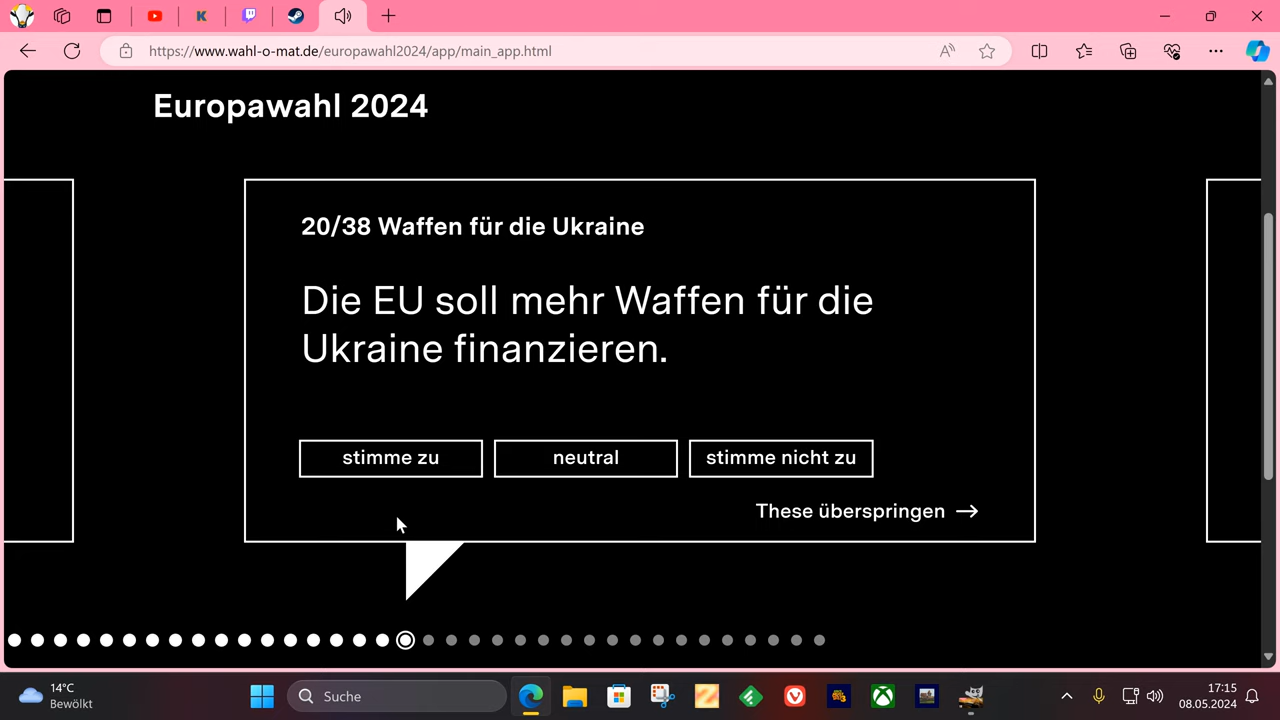 https://www.wahl-o-mat.de/europawahl2024/app/main_app.html
Europawahl 2024
20/38 Waffen für die Ukraine
Die EU soll mehr Waffen für die
Ukraine finanzieren.
stimme zu
neutral
stimme nicht zu
These überspringen
14°C
Bewölkt
Suche
17:15
08.05.2024